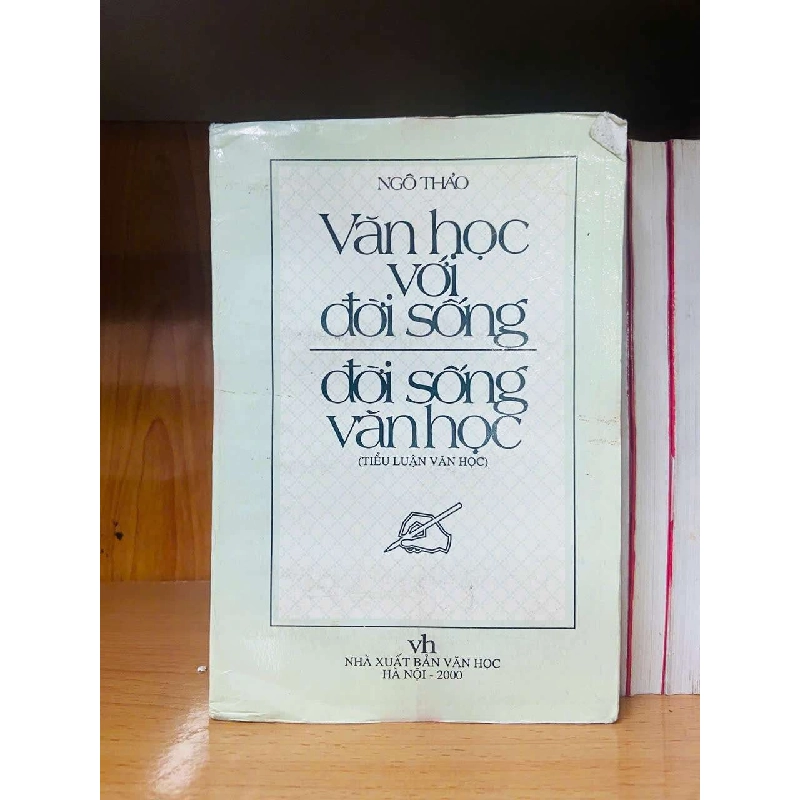 NGÔ THẢO
Văn học
với
đời sống
đời sống
văn học
(TIỂU LUẬN VĂN HỌC)
vh
NHÀ XUẤT BẢN VĂN HỌC
HÀ NỘI - 2000